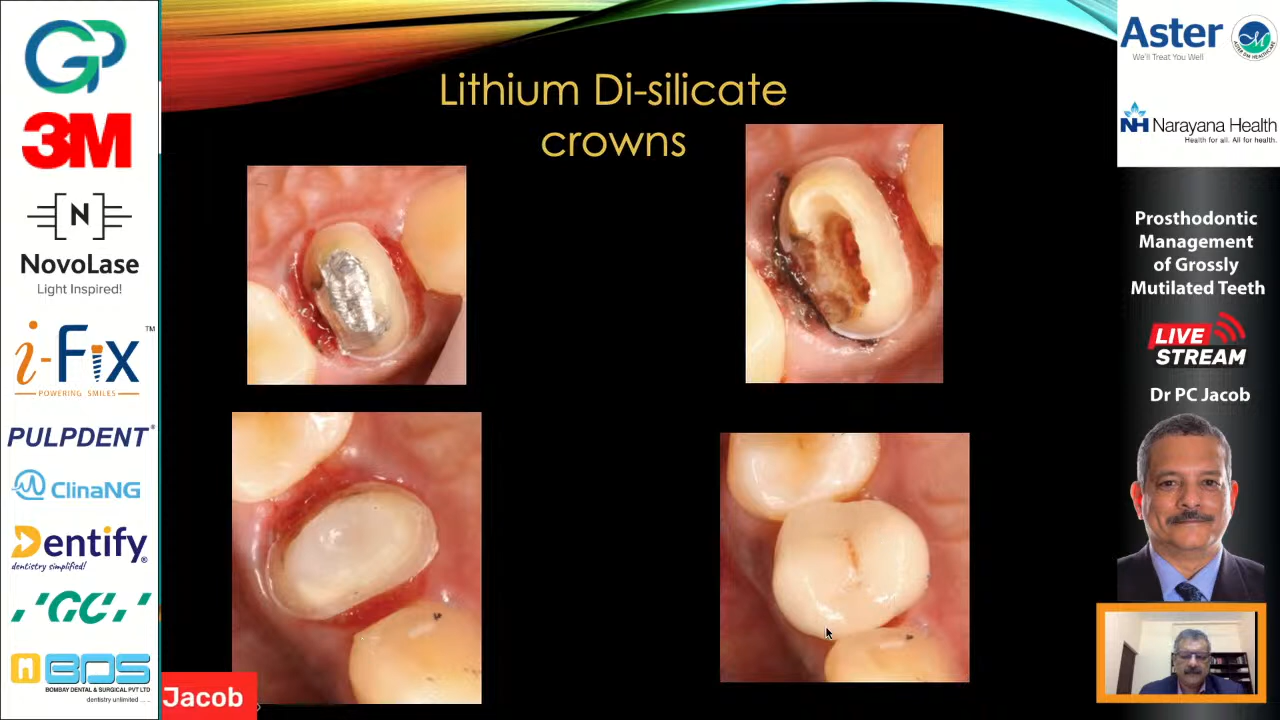 GP
3M
N
NovoLase
Light Inspired!
i-Fix™
POWERING SMILES
PULPDENT®
ClinaNG
Dentify®
dentistry simplified!
'GC'
BDS
BOMBAY DENTAL & SURGICAL PVT LTD
dentistry unlimited ....
Lithium Di-silicate
crowns
Jacob
Aster
We'll Treat You Well
NH Narayana Health
Health for all. All for health.
Prosthodontic
Management
of Grossly
Mutilated Teeth
LIVE
STREAM
Dr PC Jacob